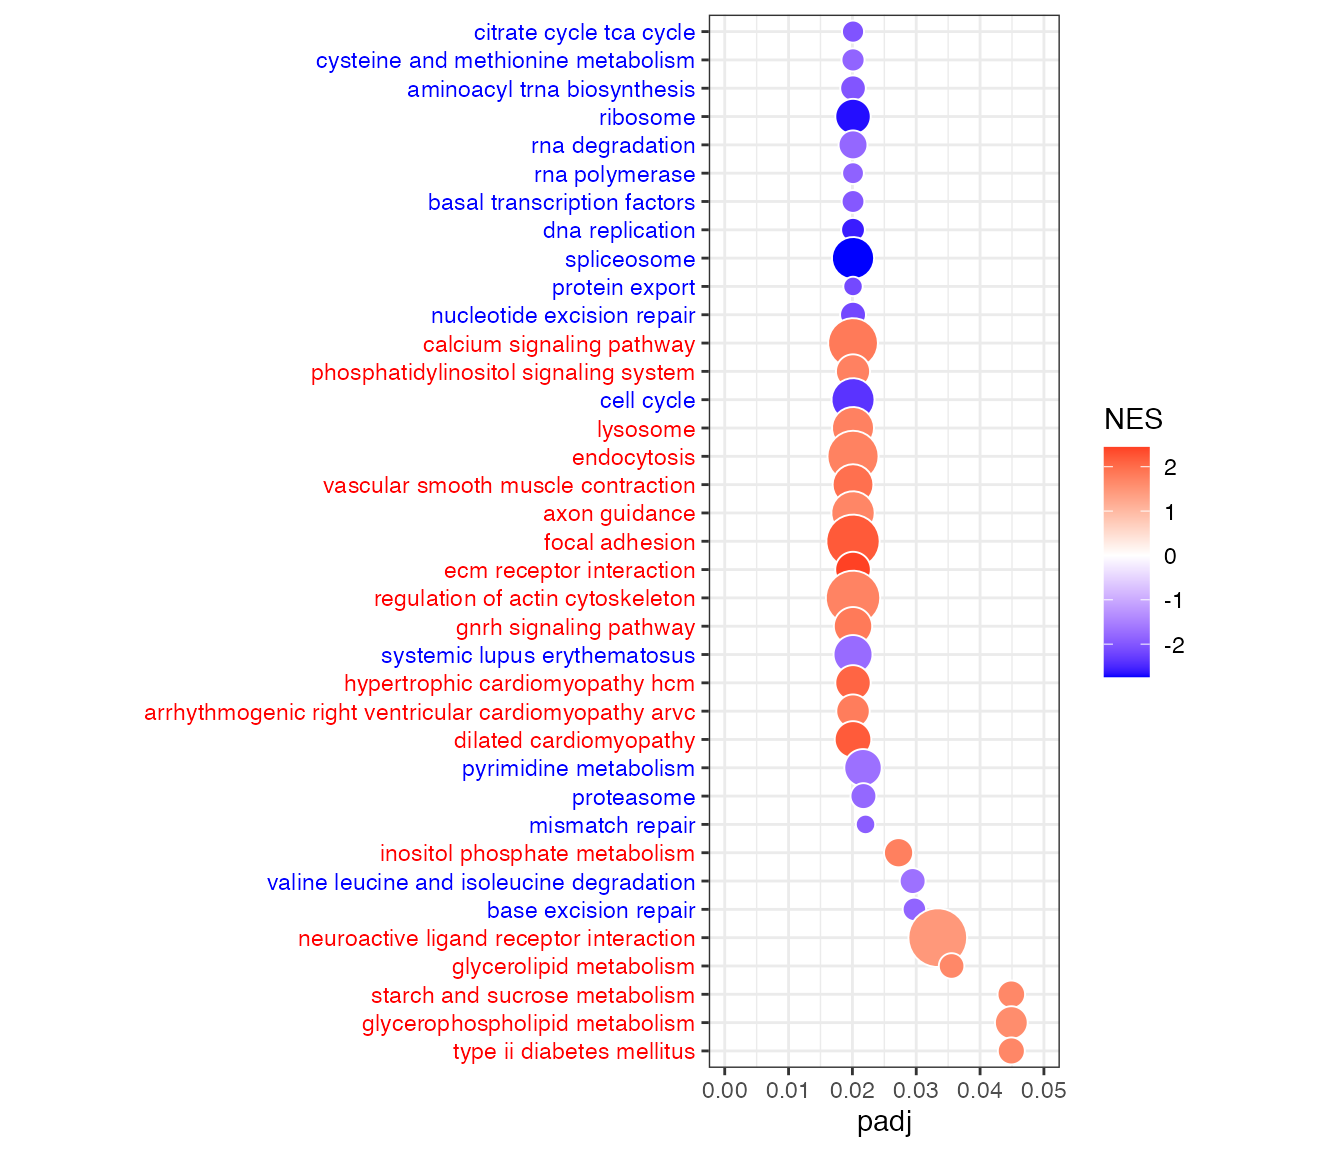 citrate cycle tca cycle
cysteine and methionine metabolism
aminoacyl trna biosynthesis
ribosome
rna degradation
rna polymerase
basal transcription factors
dna replication
spliceosome
protein export
nucleotide excision repair
calcium signaling pathway
phosphatidylinositol signaling system
cell cycle
lysosome
endocytosis
vascular smooth muscle contraction
axon guidance
focal adhesion
ecm receptor interaction
regulation of actin cytoskeleton
gnrh signaling pathway
systemic lupus erythematosus
hypertrophic cardiomyopathy hcm
arrhythmogenic right ventricular cardiomyopathy arvc
dilated cardiomyopathy
pyrimidine metabolism
proteasome
mismatch repair
inositol phosphate metabolism
valine leucine and isoleucine degradation
base excision repair
neuroactive ligand receptor interaction
glycerolipid metabolism
starch and sucrose metabolism
glycerophospholipid metabolism
type ii diabetes mellitus
0.00 0.01 0.02 0.03 0.04 0.05
padj
NES
2
1
0
-1
-2